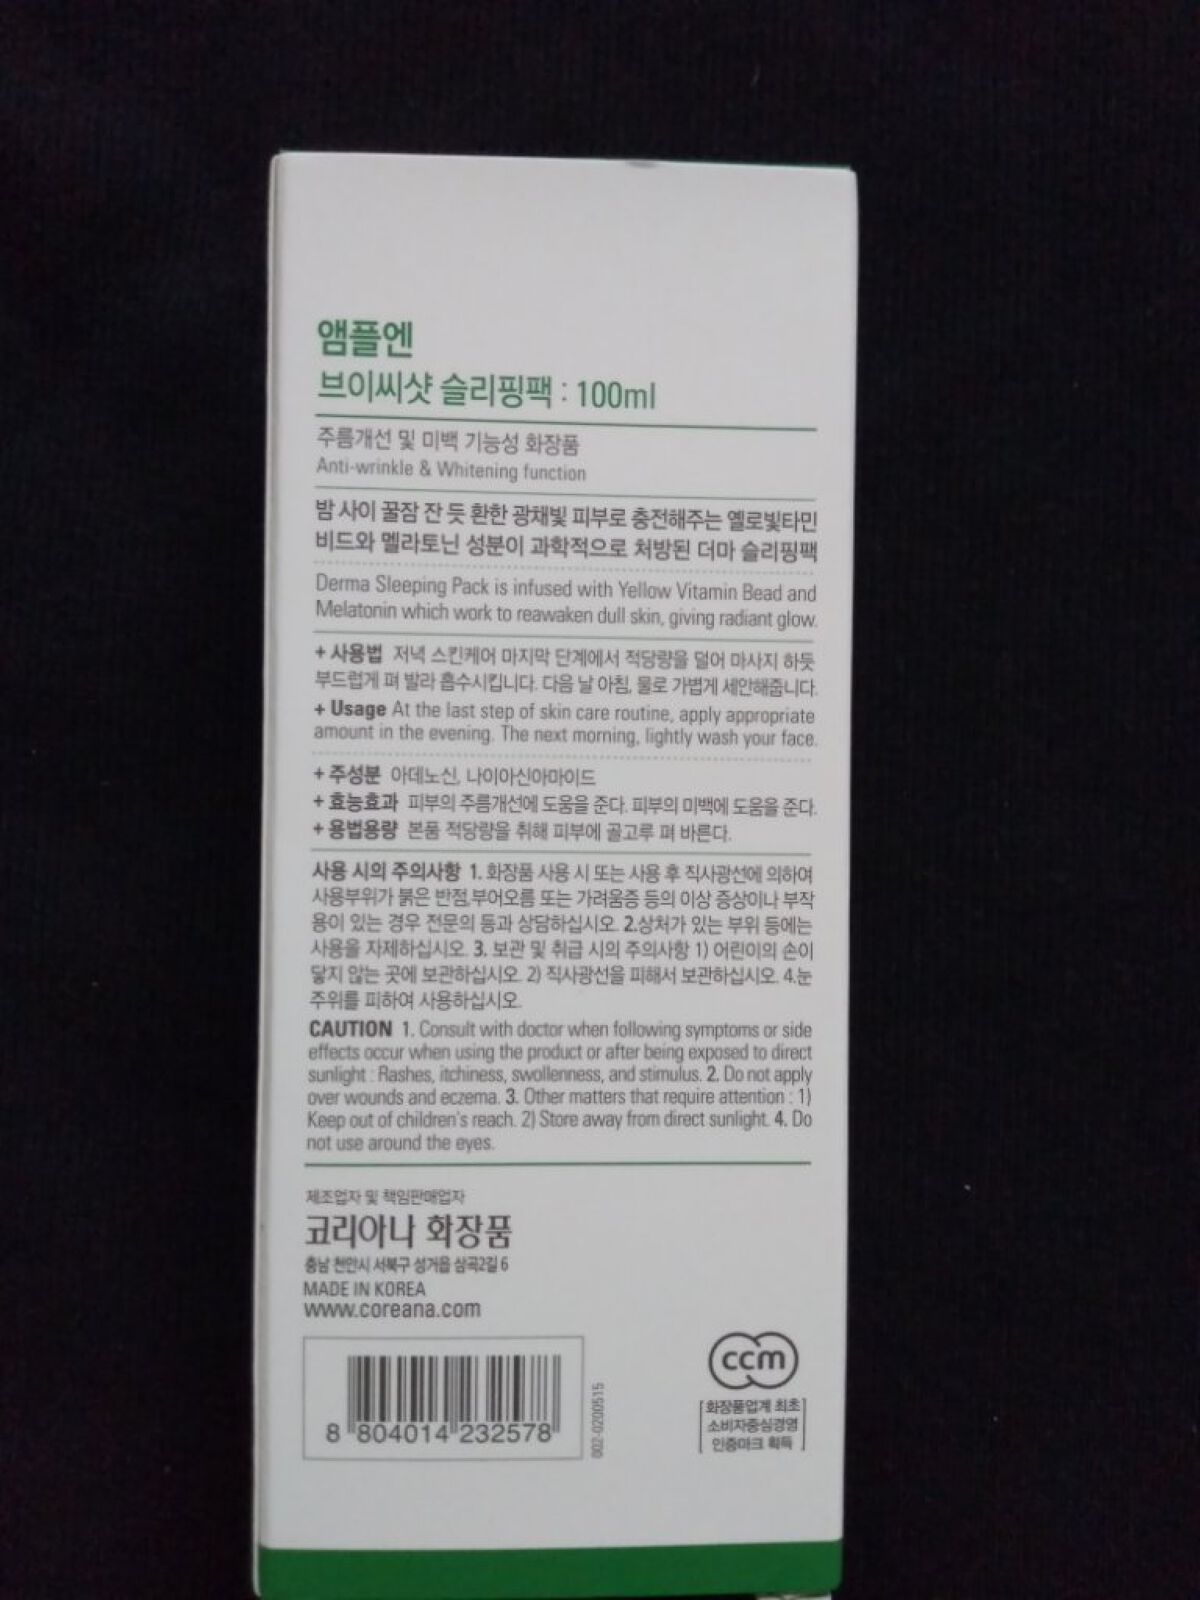 앰플엔
브이씨샷 슬리핑팩 : 100ml
주름개선 및 미백 기능성 화장품
Anti-wrinkle & Whitening function
밤 사이 꿀잠 잔 듯 환한 광채빛 피부로 충전해주는 옐로빛타민
비드와 멜라토닌 성분이 과학적으로 처방된 더마 슬리핑팩
Derma Sleeping Pack is infused with Yellow Vitamin Bead and
Melatonin which work to reawaken dull skin, giving radiant glow.
+ 사용법 저녁 스킨케어 마지막 단계에서 적당량을 덜어 마사지 하듯
부드럽게 펴 발라 흡수시킵니다. 다음 날 아침, 물로 가볍게 세안해줍니다.
+ Usage At the last step of skin care routine, apply appropriate
amount in the evening. The next morning, lightly wash your face.
+ 주성분 아데노신, 나이아신아마이드
+ 효능효과 피부의 주름개선에 도움을 준다. 피부의 미백에 도움을 준다.
+ 용법용량 본품 적당량을 취해 피부에 골고루 펴 바른다.
사용 시의 주의사항 1. 화장품 사용 시 또는 사용 후 직사광선에 의하여
사용부위가 붉은 반점,부어오름 또는 가려움증 등의 이상 증상이나 부작
용이 있는 경우 전문의 등과 상담하십시오. 2.상처가 있는 부위 등에는
사용을 자제하십시오. 3. 보관 및 취급 시의 주의사항 1) 어린이의 손이
닿지 않는 곳에 보관하십시오. 2) 직사광선을 피해서 보관하십시오. 4.눈
주위를 피하여 사용하십시오.
CAUTION 1. Consult with doctor when following symptoms or side
effects occur when using the product or after being exposed to direct
sunlight : Rashes, itchiness, swollenness, and stimulus. 2. Do not apply
over wounds and eczema. 3. Other matters that require attention : 1)
Keep out of children's reach. 2) Store away from direct sunlight. 4. Do
not use around the eyes.
제조업자 및 책임판매업자
코리아나 화장품
충남 천안시 서북구 성거읍 삼곡2길 6
MADE IN KOREA
www.coreana.com
8 804014 232578
002-0200515
ccm
화장품업계 최초
소비자중심경영
인증마크 획득